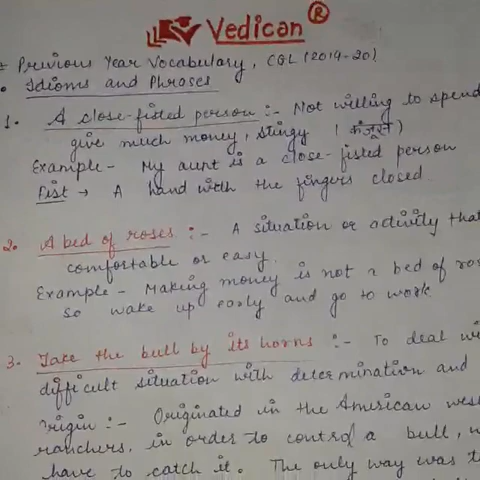 Vedican ®
Previous Year Vocabulary, CGL (2019-20)
Idioms and Phrases
1. A close-fisted person :- Not willing to spend
give much money, stingy ( कंजूस )
Example - My aunt is a close-fisted person
Fist → A hand with the fingers closed
2. A bed of roses :- A situation or activity that
comfortable or easy.
Example - Making money is not a bed of
so wake up early and go to work
3. Take the bull by its horns :- To deal
difficult situation with determination and
Origin :- Originated in the American
ranchers, in order to control a bull,
have to catch it. The only way was